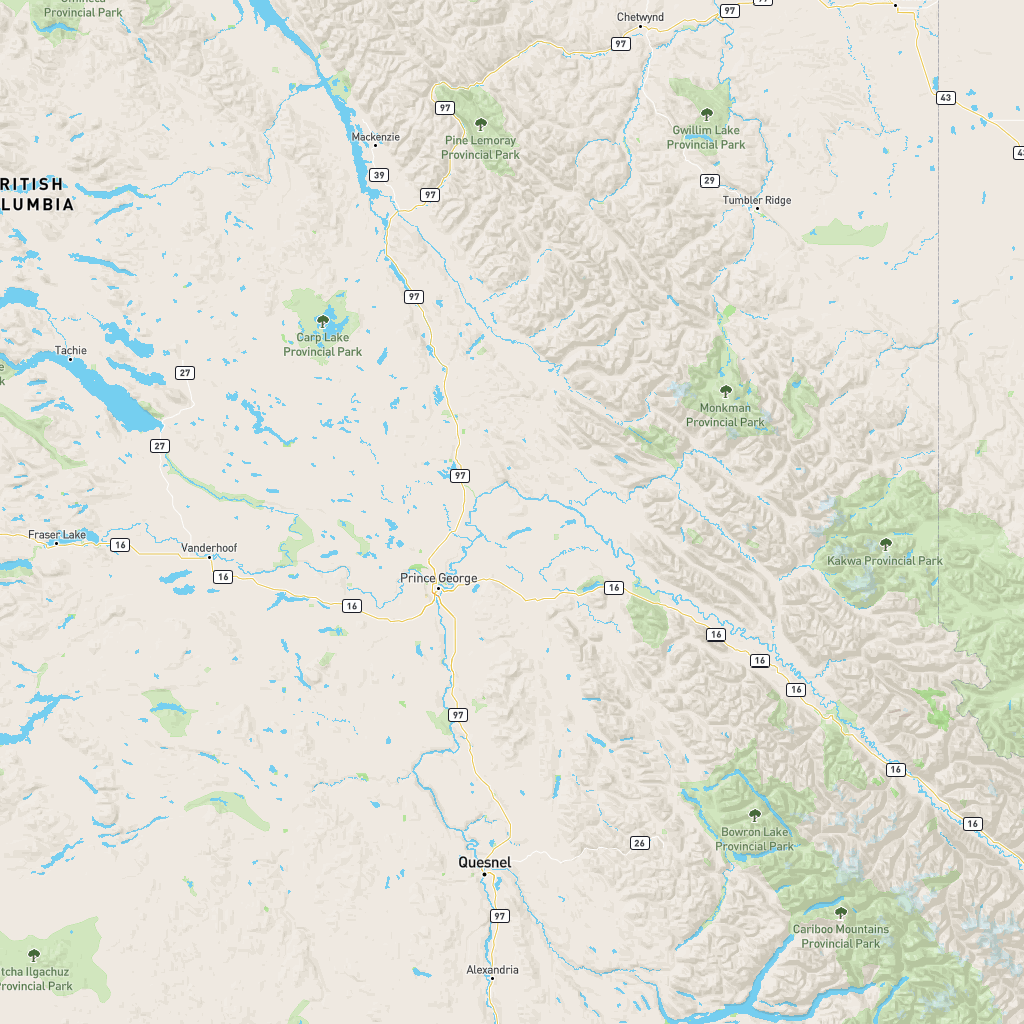 Provincial Park
97
97
Chetwynd
97
43
97
Pine Lemoray
Provincial Park
Gwillim Lake
Provincial Park
Mackenzie
39
97
29
Tumbler Ridge
RITISH
LUMBIA
97
Carp Lake
Provincial Park
Tachie
27
Monkman
Provincial Park
27
97
Fraser Lake
16
Vanderhoof
16
Kakwa Provincial Park
Prince George
16
16
16
16
16
97
16
16
Bowron Lake
Provincial Park
26
Quesnel
97
Cariboo Mountains
Provincial Park
Alexandria
tcha Ilgachuz
Provincial Park